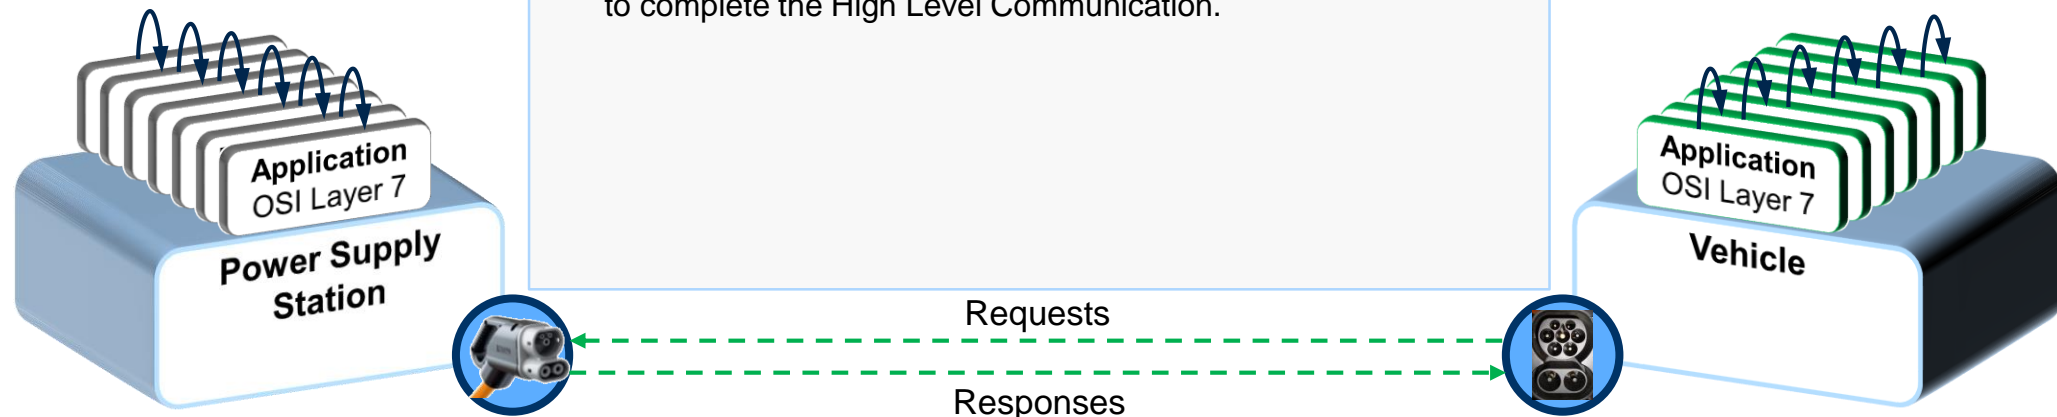 to complete the High Level Communication.
Application
OSI Layer 7
Power Supply
Station
Application
OSI Layer 7
Vehicle
Requests
Responses